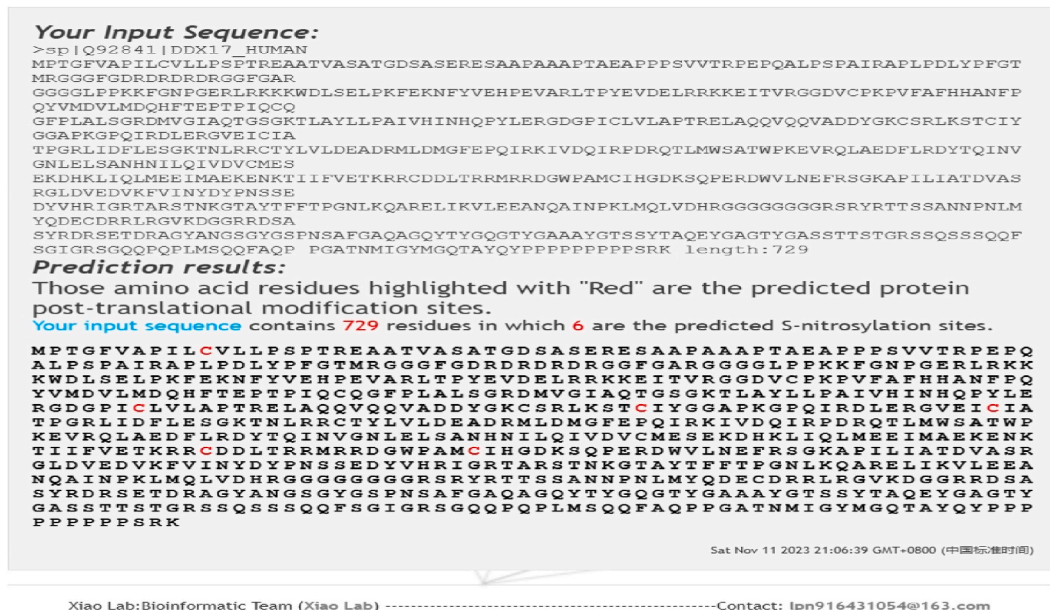 Your Input Sequence:
>sp|Q92841|DDX17_HUMAN
MPTGFVAPILCVLLPSPTREAATVASATGDSASERESAAPAAAPTAEAPPPSVVTRPEPQALPSPAIRAPLPDLYPFGT
MRGGGFGDRDRDRDRGGFGAR
GGGGLPPKKFGNPGERLRKKKWDLSELPKFEKNFYVEHPEVARLTPYEVDELRRKKEITVRGGDVCPKPVFAFHHANFP
QYVMDVLMDQHFTEPTPIQCQ
GFPLALSGRDMVGIAQTGSGKTLAYLLPAIVHINHQPYLERGDGPICLVLAPTRELAQQVQQVADDYGKCSRLKSTCIY
GGAPKGPQIRDLERGVEICIA
TPGRLIDFLESGKTNLRRCTYLVLDEADRMLDMGFEPQIRKIVDQIRPDRQTLMWSATWPKEVRQLAEDFLRDYTQINV
GNLELSANHNILQIVDVCMES
EKDHKLIQLMEEIMAEKENKTIIFVETKRRCDDLTRRMRRDGWPAMCIHGDKSQPERDWVLNEFRSGKAPILIATDVAS
RGLDVEDVKFVINYDYPNSSE
DYVHRIGRTARSTNKGTAYTFFTPGNLKQARELIKVLEEANQAINPKLMQLVDHRGGGGGGGGRSRYRTTSSANNPNLM
YQDECDRRLRGVKDGGRRDSA
SYRDRSETDRAGYANGSGYGSPNSAFGAQAGQYTYGQGTYGAAAYGTSSYTAQEYGAGTYGASSTTSTGRSSQSSSQQF
SGIGRSGQQPQPLMSQQFAQP PGATNMIGYMGQTAYQYPPPPPPPPPSRK length:729
Prediction results:
Those amino acid residues highlighted with "Red" are the predicted protein
post-translational modification sites.
Your input sequence contains 729 residues in which 6 are the predicted S-nitrosylation sites.
MPTGFVAPILCVLLPSPTREAATVASATGDSASERESAAPAAAPTAEAPPPSVVTRPEPQ
ALPSPAIRAPLPDLYPFGTMRGGGFGDRDRDRDRGGFGARGGGGLPPKKFGNPGERLRKK
KWDLSELPKFEKNFYVEHPEVARLTPYEVDELRRKKEITVRGGDVCPKPVFAFHHANFPQ
YVMDVLMDQHFTEPTPIQCQGFPLALSGRDMVGIAQTGSGKTLAYLLPAIVHINHQPYLE
RGDGPICLVLAPTRELAQQVQQVADDYGKCSRLKSTCIYGGAPKGPQIRDLERGVEICIA
TPGRLIDFLESGKTNLRRCTYLVLDEADRMLDMGFEPQIRKIVDQIRPDRQTLMWSATWP
KEVRQLAEDFLRDYTQINVGNLELSANHNILQIVDVCMESEKDHKLIQLMEEIMAEKENK
TIIFVETKRRCDDLTRRMRRDGWPAMCIHGDKSQPERDWVLNEFRSGKAPILIATDVASR
GLDVEDVKFVINYDYPNSSEDYVHRIGRTARSTNKGTAYTFFTPGNLKQARELIKVLEEA
NQAINPKLMQLVDHRGGGGGGGGRSRYRTTSSANNPNLMYQDECDRRLRGVKDGGRRDSA
SYRDRSETDRAGYANGSGYGSPNSAFGAQAGQYTYGQGTYGAAAYGTSSYTAQEYGAGTY
GASSTTSTGRSSQSSSQQFSGIGRSGQQPQPLMSQQFAQPPGATNMIGYMGQTAYQYPPP
PPPPPPSRK
Sat Nov 11 2023 21:06:39 GMT+0800 (中国标准时间)
Xiao Lab:Bioinformatic Team (Xiao Lab) -------------------------------------------------Contact: lpn916431054@163.com